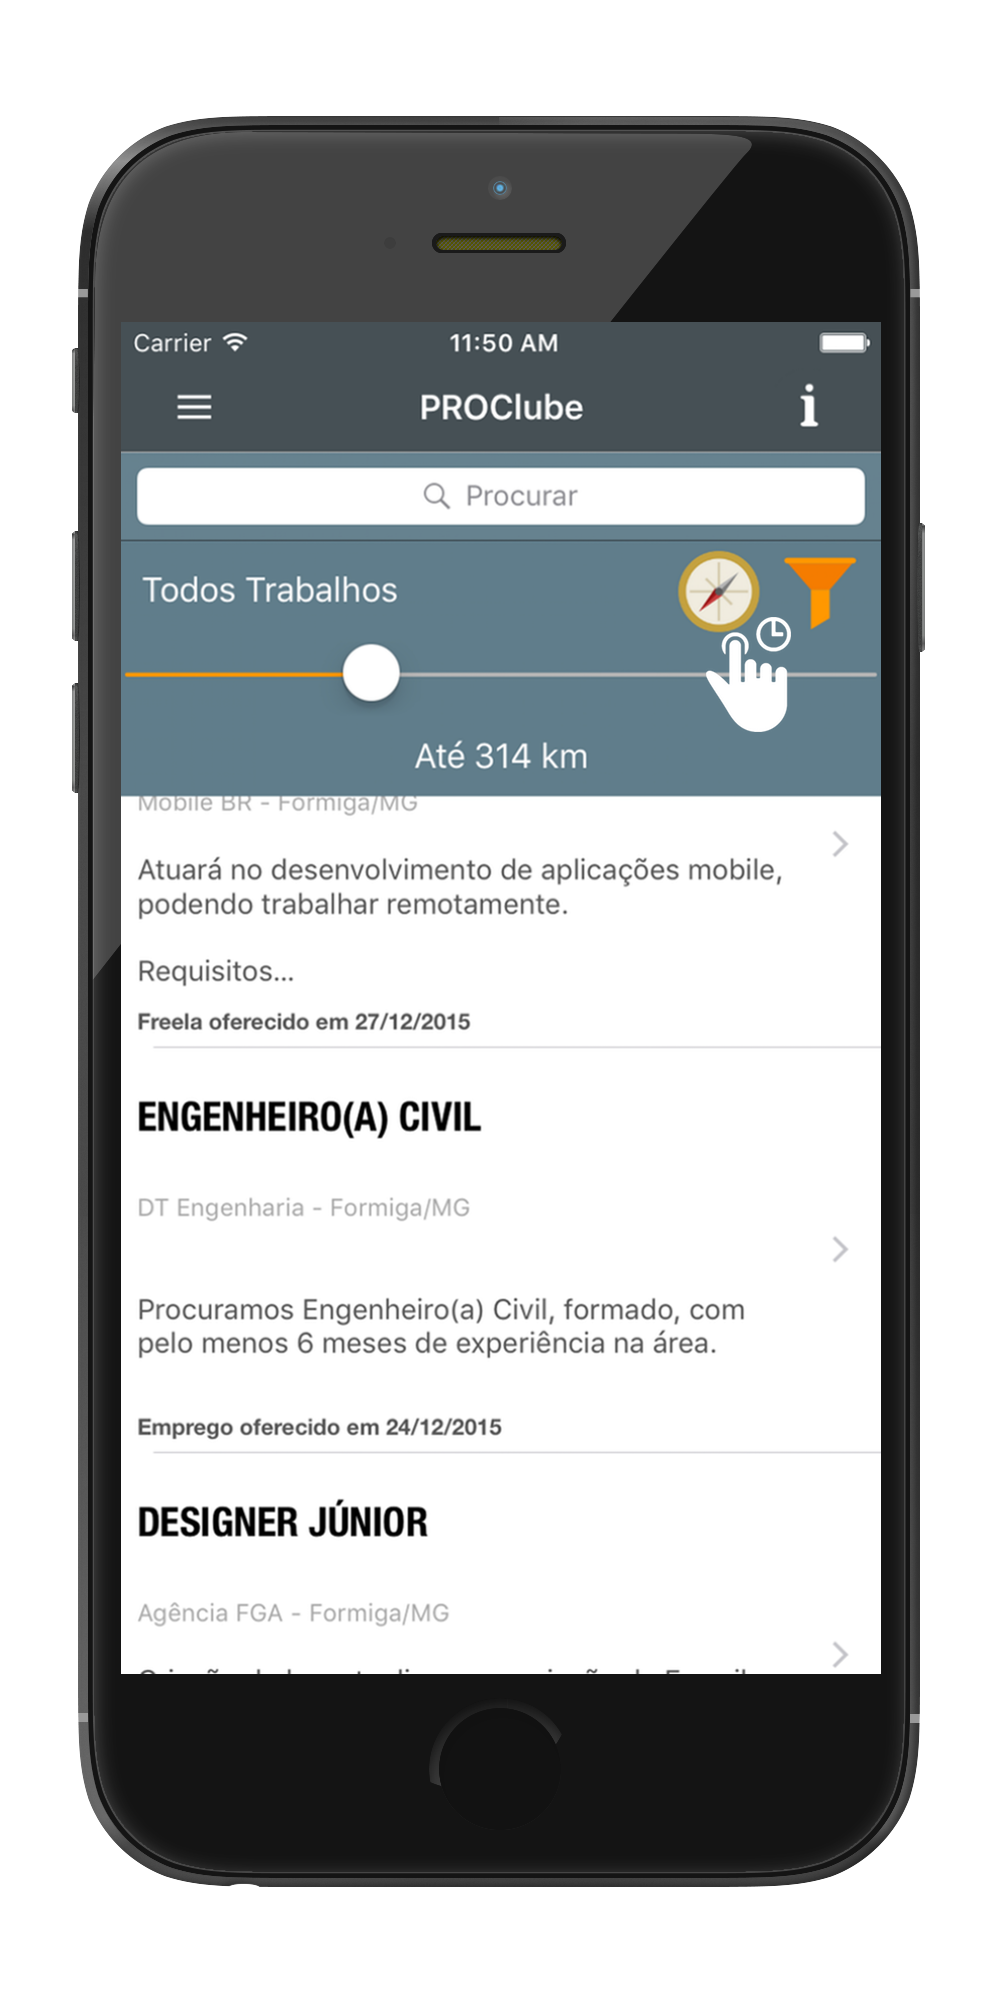 Carrier 11:50 AM
PROClube
Procurar
Todos Trabalhos
Até 314 km
Mobile BR - Formiga/MG
Atuará no desenvolvimento de aplicações mobile,
podendo trabalhar remotamente.
Requisitos...
Freela oferecido em 27/12/2015
ENGENHEIRO(A) CIVIL
DT Engenharia - Formiga/MG
Procuramos Engenheiro(a) Civil, formado, com
pelo menos 6 meses de experiência na área.
Emprego oferecido em 24/12/2015
DESIGNER JÚNIOR
Agência FGA - Formiga/MG